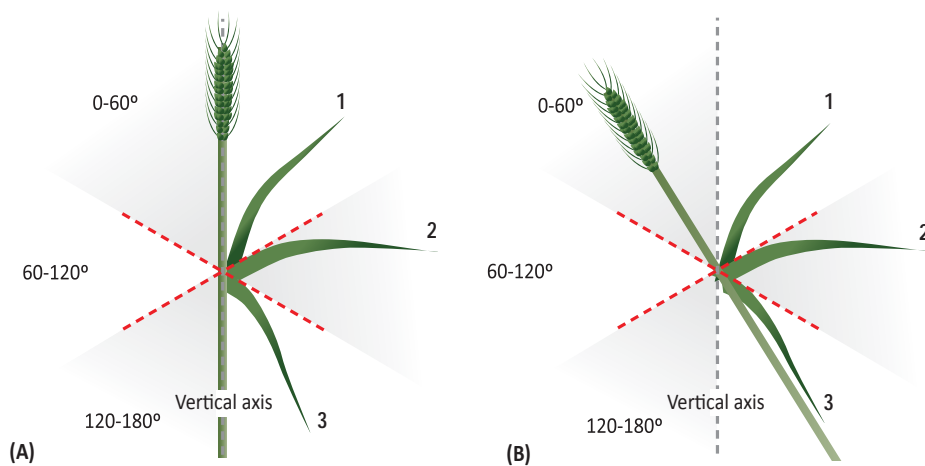 0-60º
1
2
60-120º
Vertical axis
3
120-180º
(A)
0-60º
1
2
60-120º
Vertical axis
3
120-180º
(B)